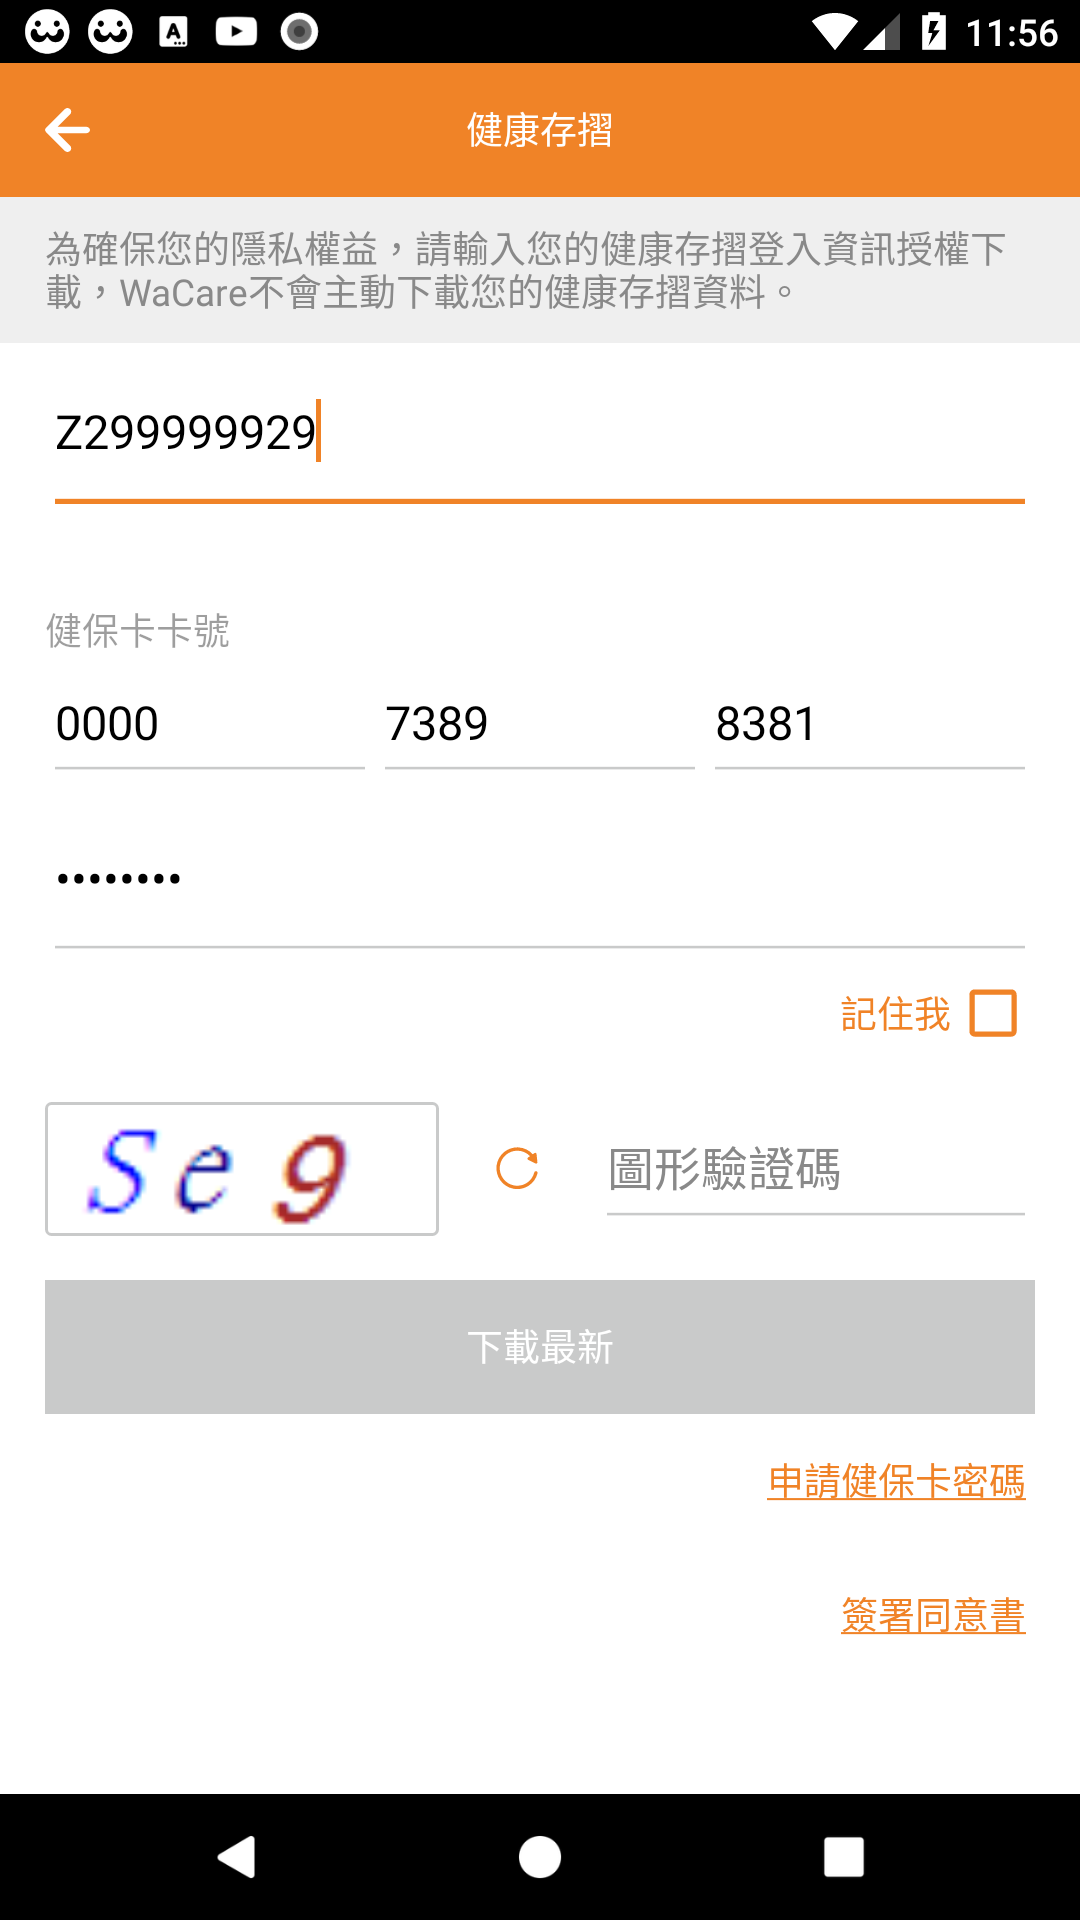 11:56
健康存摺
為確保您的隱私權益，請輸入您的健康存摺登入資訊授權下
載，WaCare不會主動下載您的健康存摺資料。
Z299999929
健保卡卡號
0000 7389 8381
••••••••
記住我
Se9
圖形驗證碼
下載最新
申請健保卡密碼
簽署同意書